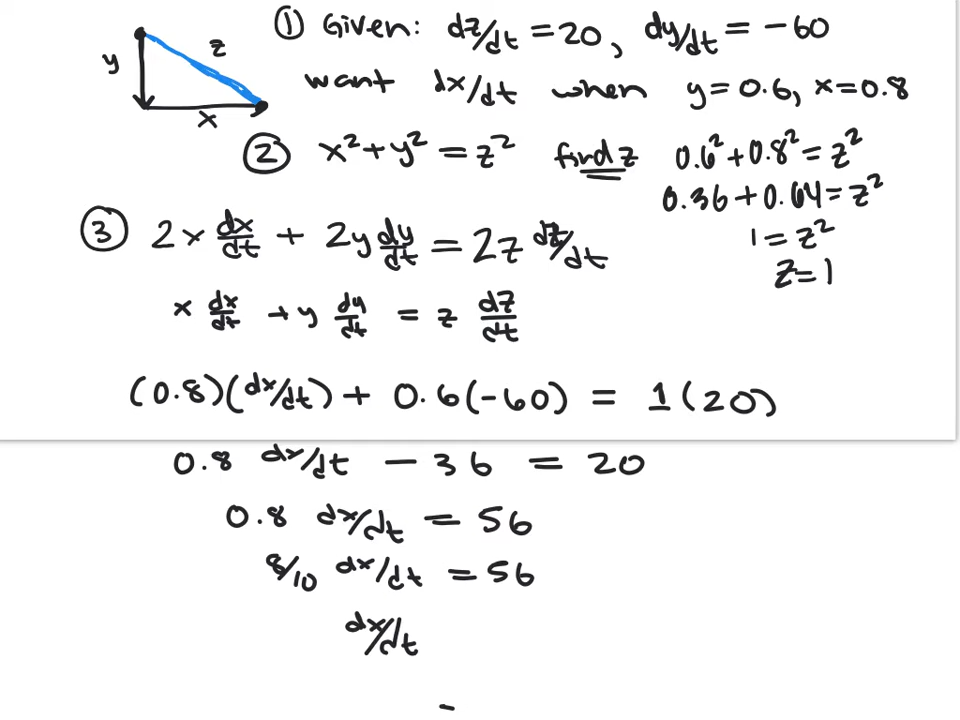 ① Given: dz/dt = 20, dy/dt = -60
y z
want dx/dt when y = 0.6, x = 0.8
x
② x² + y² = z² find z 0.6² + 0.8² = z²
0.36 + 0.64 = z²
③ 2x dx/dt + 2y dy/dt = 2z dz/dt
1 = z²
z = 1
x dx/dt + y dy/dt = z dz/dt
(0.8)(dx/dt) + 0.6(-60) = 1(20)
0.8 dx/dt - 36 = 20
0.8 dx/dt = 56
8/10 dx/dt = 56
dx/dt